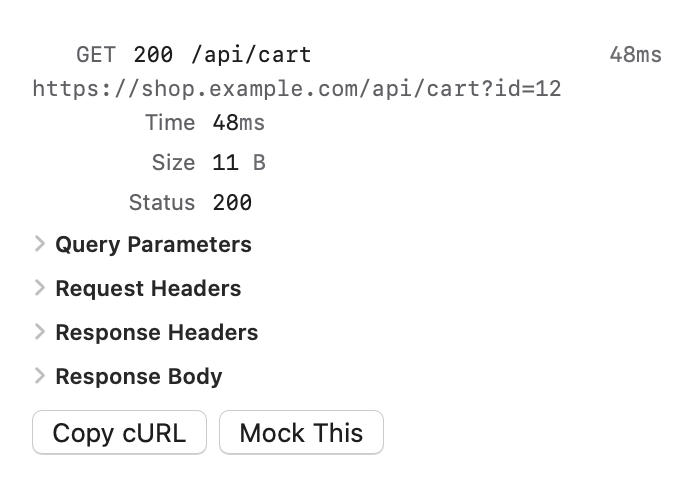 GET 200 /api/cart 48ms
https://shop.example.com/api/cart?id=12
Time 48ms
Size 11 B
Status 200
Query Parameters
Request Headers
Response Headers
Response Body
Copy cURL Mock This